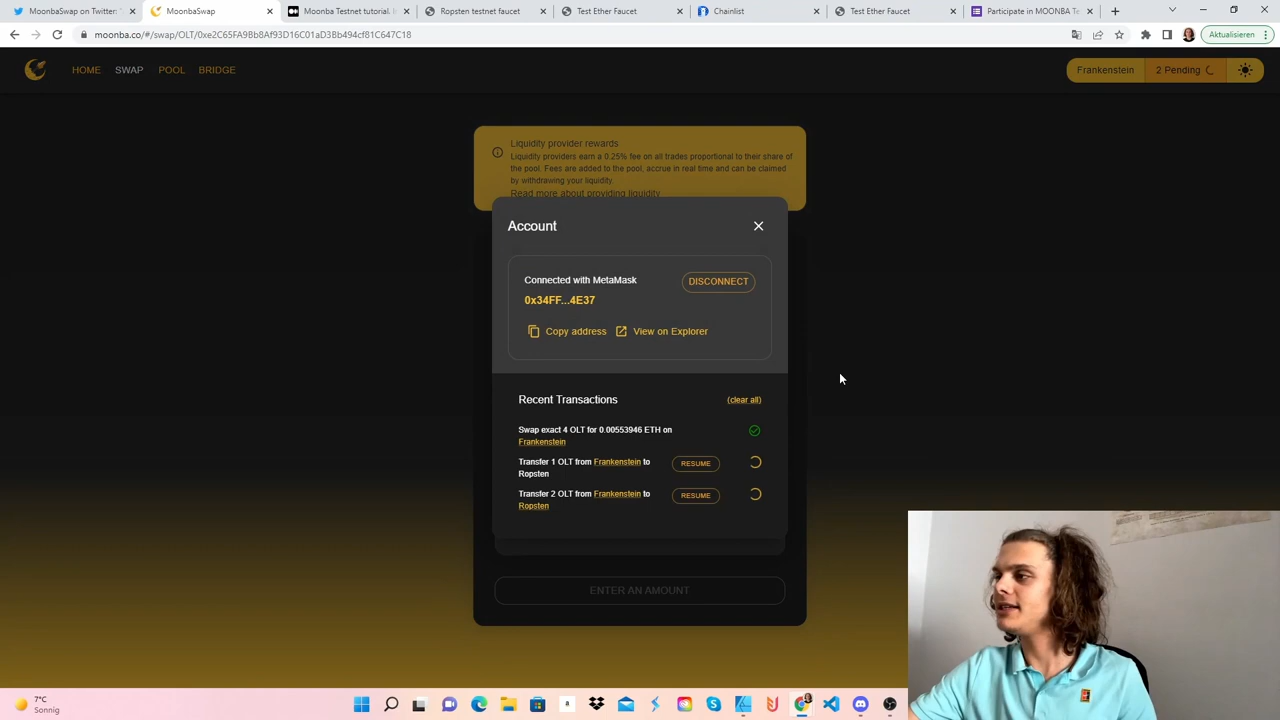 MoonbaSwap on Twitter: '
MoonbaSwap
Moonba Testnet tutorial. I
Ropsten testnet faucet
Test Ether Faucet
Chainlist
Test Ether Faucet
Participate in MOONBA Te
moonba.co/#/swap/OLT/0xe2C65FA9Bb8Af93D16C01aD3Bb494cf81C647C18
Aktualisieren
HOME SWAP POOL BRIDGE
Frankenstein 2 Pending
Liquidity provider rewards
Liquidity providers earn a 0.25% fee on all trades proportional to their share of
the pool. Fees are added to the pool, accrue in real time and can be claimed
by withdrawing your liquidity.
Read more about providing liquidity
Account
Connected with MetaMask
DISCONNECT
0x34FF...4E37
Copy address View on Explorer
Recent Transactions (clear all)
Swap exact 4 OLT for 0.00553946 ETH on
Frankenstein
Transfer 1 OLT from Frankenstein to
Ropsten
RESUME
Transfer 2 OLT from Frankenstein to
Ropsten
RESUME
ENTER AN AMOUNT
7°C
Sonnig